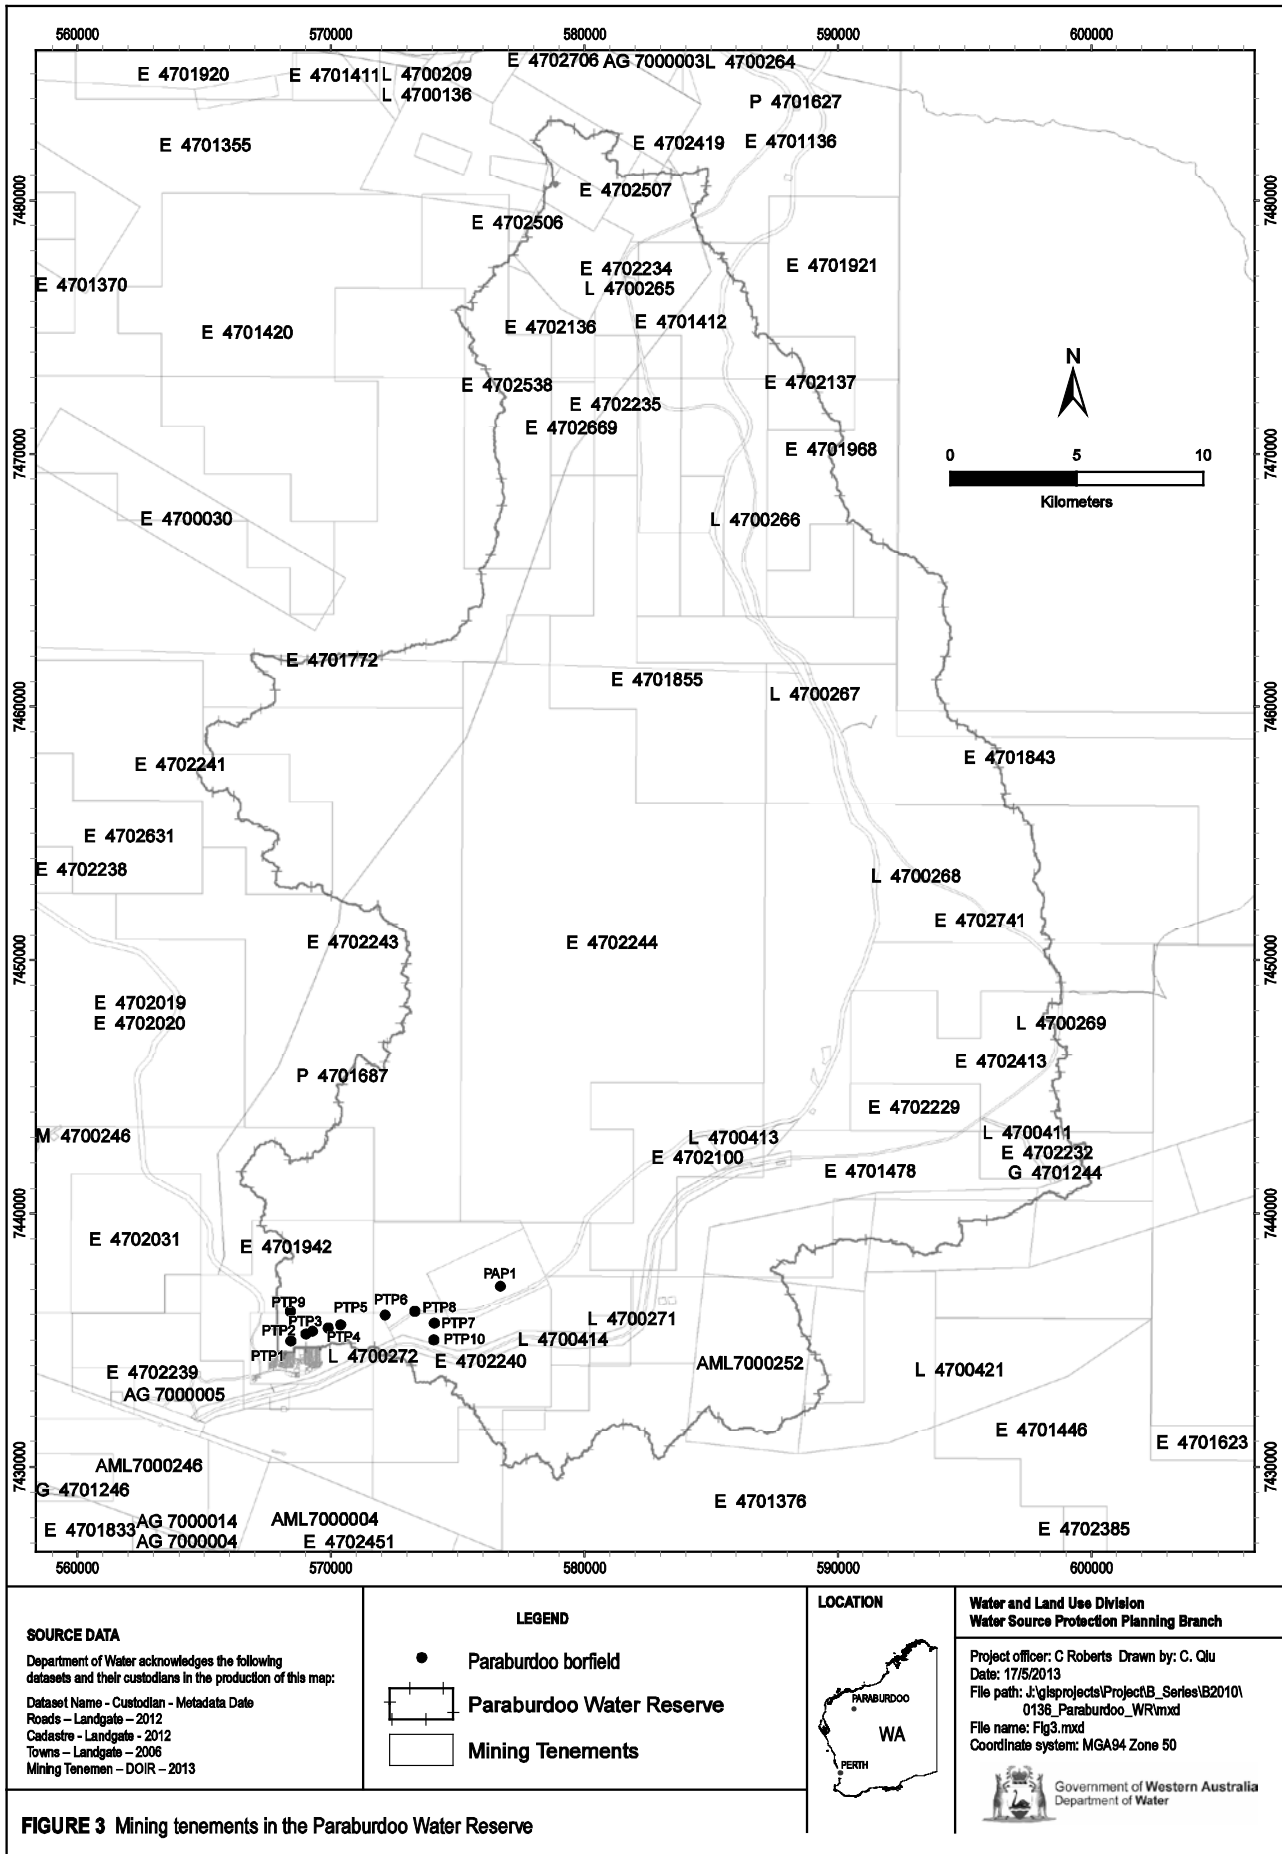 560000 570000 580000 590000 600000
E 4701920
E 4701411
L 4700209
L 4700136
E 4702706
AG 7000003
L 4700264
P 4701627
E 4701355
E 4702419
E 4701136
7480000
7480000
E 4702507
E 4702506
E 4701370
E 4702234
L 4700265
E 4701921
E 4701420
E 4702136
E 4701412
N
E 4702538
E 4702137
E 4702235
E 4702669
E 4701968
7470000
7470000
0 5 10
Kilometers
E 4700030
L 4700266
E 4701772
E 4701855
L 4700267
7460000
7460000
E 4702241
E 4701843
E 4702631
E 4702238
L 4700268
E 4702741
E 4702243
E 4702244
7450000
7450000
E 4702019
E 4702020
L 4700269
E 4702413
P 4701687
E 4702229
M 4700246
L 4700413
E 4702100
L 4700411
E 4702232
G 4701244
E 4701478
7440000
7440000
E 4702031
E 4701942
PAP1
PTP9
PTP5
PTP6
PTP8
PTP3
PTP7
PTP2
PTP4
PTP10
PTP1
L 4700271
L 4700414
L 4700272
E 4702240
AML7000252
L 4700421
E 4702239
AG 7000005
E 4701446
E 4701623
AML7000246
7430000
7430000
G 4701246
E 4701376
AG 7000014
AML7000004
E 4701833
AG 7000004
E 4702451
E 4702385
560000 570000 580000 590000 600000
SOURCE DATA
Department of Water acknowledges the following
datasets and their custodians in the production of this map:
Dataset Name - Custodian - Metadata Date
Roads – Landgate – 2012
Cadastre - Landgate - 2012
Towns – Landgate – 2006
Mining Tenemen – DOIR – 2013
LEGEND
Paraburdoo borfield
Paraburdoo Water Reserve
Mining Tenements
LOCATION
PARABURDOO
WA
PERTH
Water and Land Use Division
Water Source Protection Planning Branch
Project officer: C Roberts Drawn by: C. Qiu
Date: 17/5/2013
File path: J:\gisprojects\Project\B_Series\B2010\
0136_Paraburdoo_WR\mxd
File name: Fig3.mxd
Coordinate system: MGA94 Zone 50
Government of Western Australia
Department of Water
FIGURE 3 Mining tenements in the Paraburdoo Water Reserve